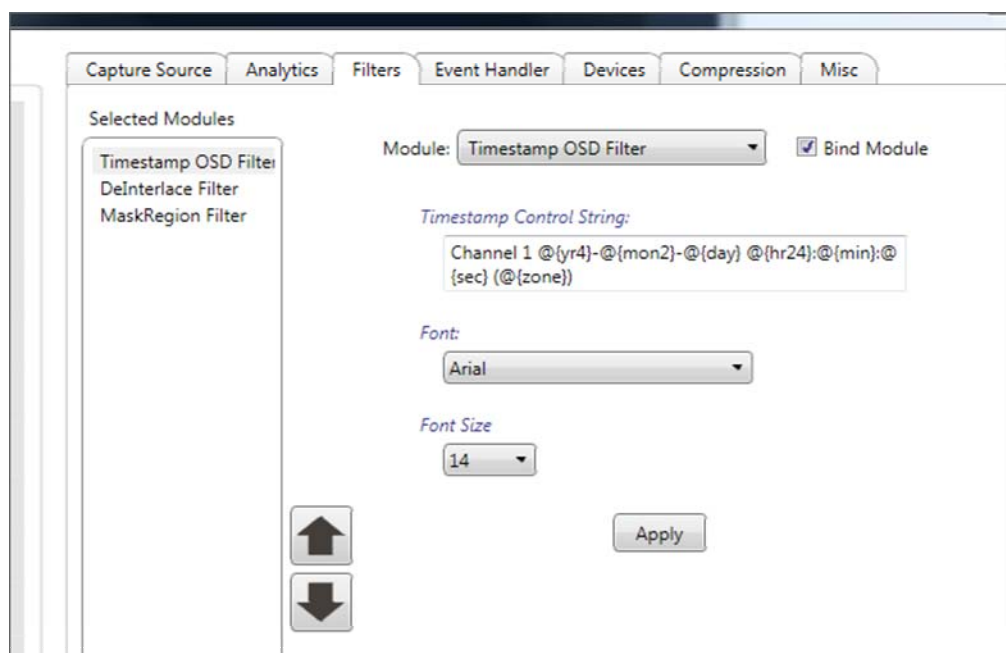 Capture Source Analytics Filters Event Handler Devices Compression Misc
Selected Modules
Timestamp OSD Filter
DeInterlace Filter
MaskRegion Filter
Module: Timestamp OSD Filter Bind Module
Timestamp Control String:
Channel 1 @{yr4}-@{mon2}-@{day} @{hr24}:@{min}:@
{sec} (@{zone})
Font:
Arial
Font Size
14
Apply